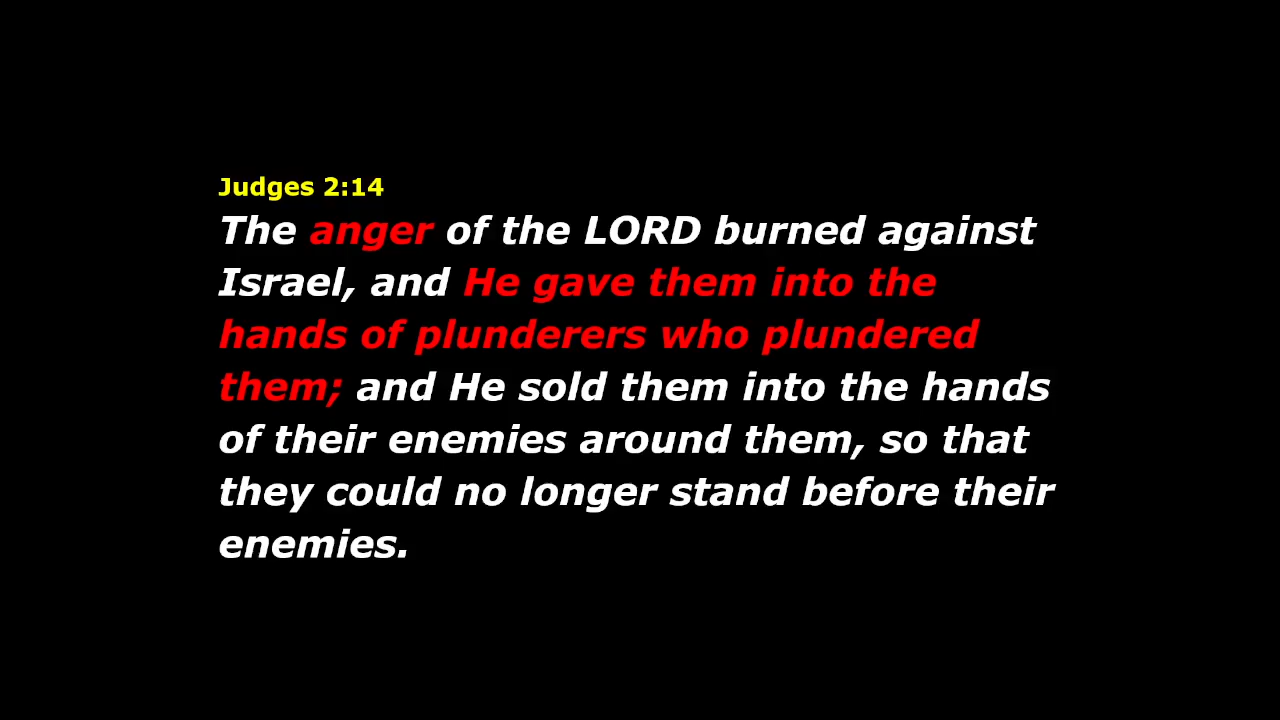 Judges 2:14
The anger of the LORD burned against
Israel, and He gave them into the
hands of plunderers who plundered
them; and He sold them into the hands
of their enemies around them, so that
they could no longer stand before their
enemies.